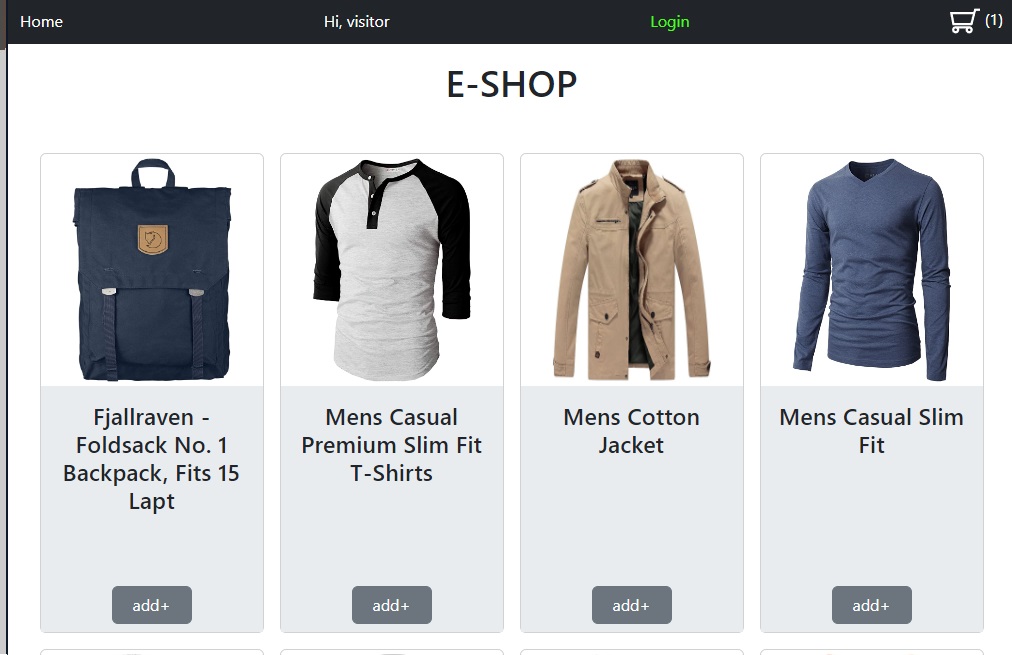 Home
Hi, visitor
Login
(1)
E-SHOP
Fjallraven -
Foldsack No. 1
Backpack, Fits 15
Lapt
Mens Casual
Premium Slim Fit
T-Shirts
Mens Cotton
Jacket
Mens Casual Slim
Fit
add+
add+
add+
add+